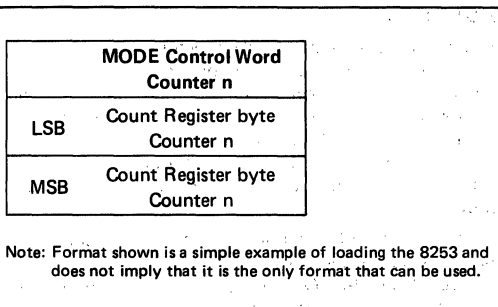 MODE Control Word
Counter n
LSB Count Register byte
Counter n
MSB Count Register byte
Counter n
Note: Format shown is a simple example of loading the 8253 and
does not imply that it is the only format that can be used.